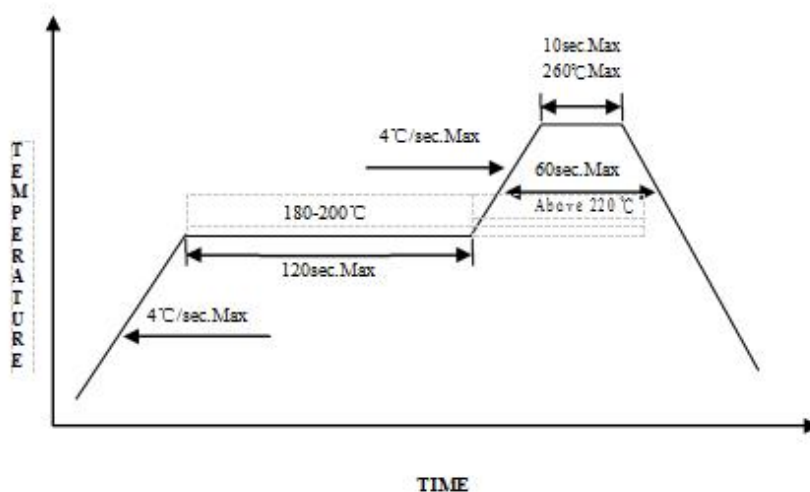 10sec.Max
260℃Max
4℃/sec.Max
60sec.Max
Above 220℃
180-200℃
120sec.Max
4℃/sec.Max
TEMPERATURE
TIME